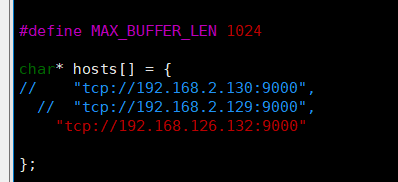 #define MAX_BUFFER_LEN 1024
char* hosts[] = {
//    "tcp://192.168.2.130:9000",
  //  "tcp://192.168.2.129:9000",
    "tcp://192.168.126.132:9000"
};